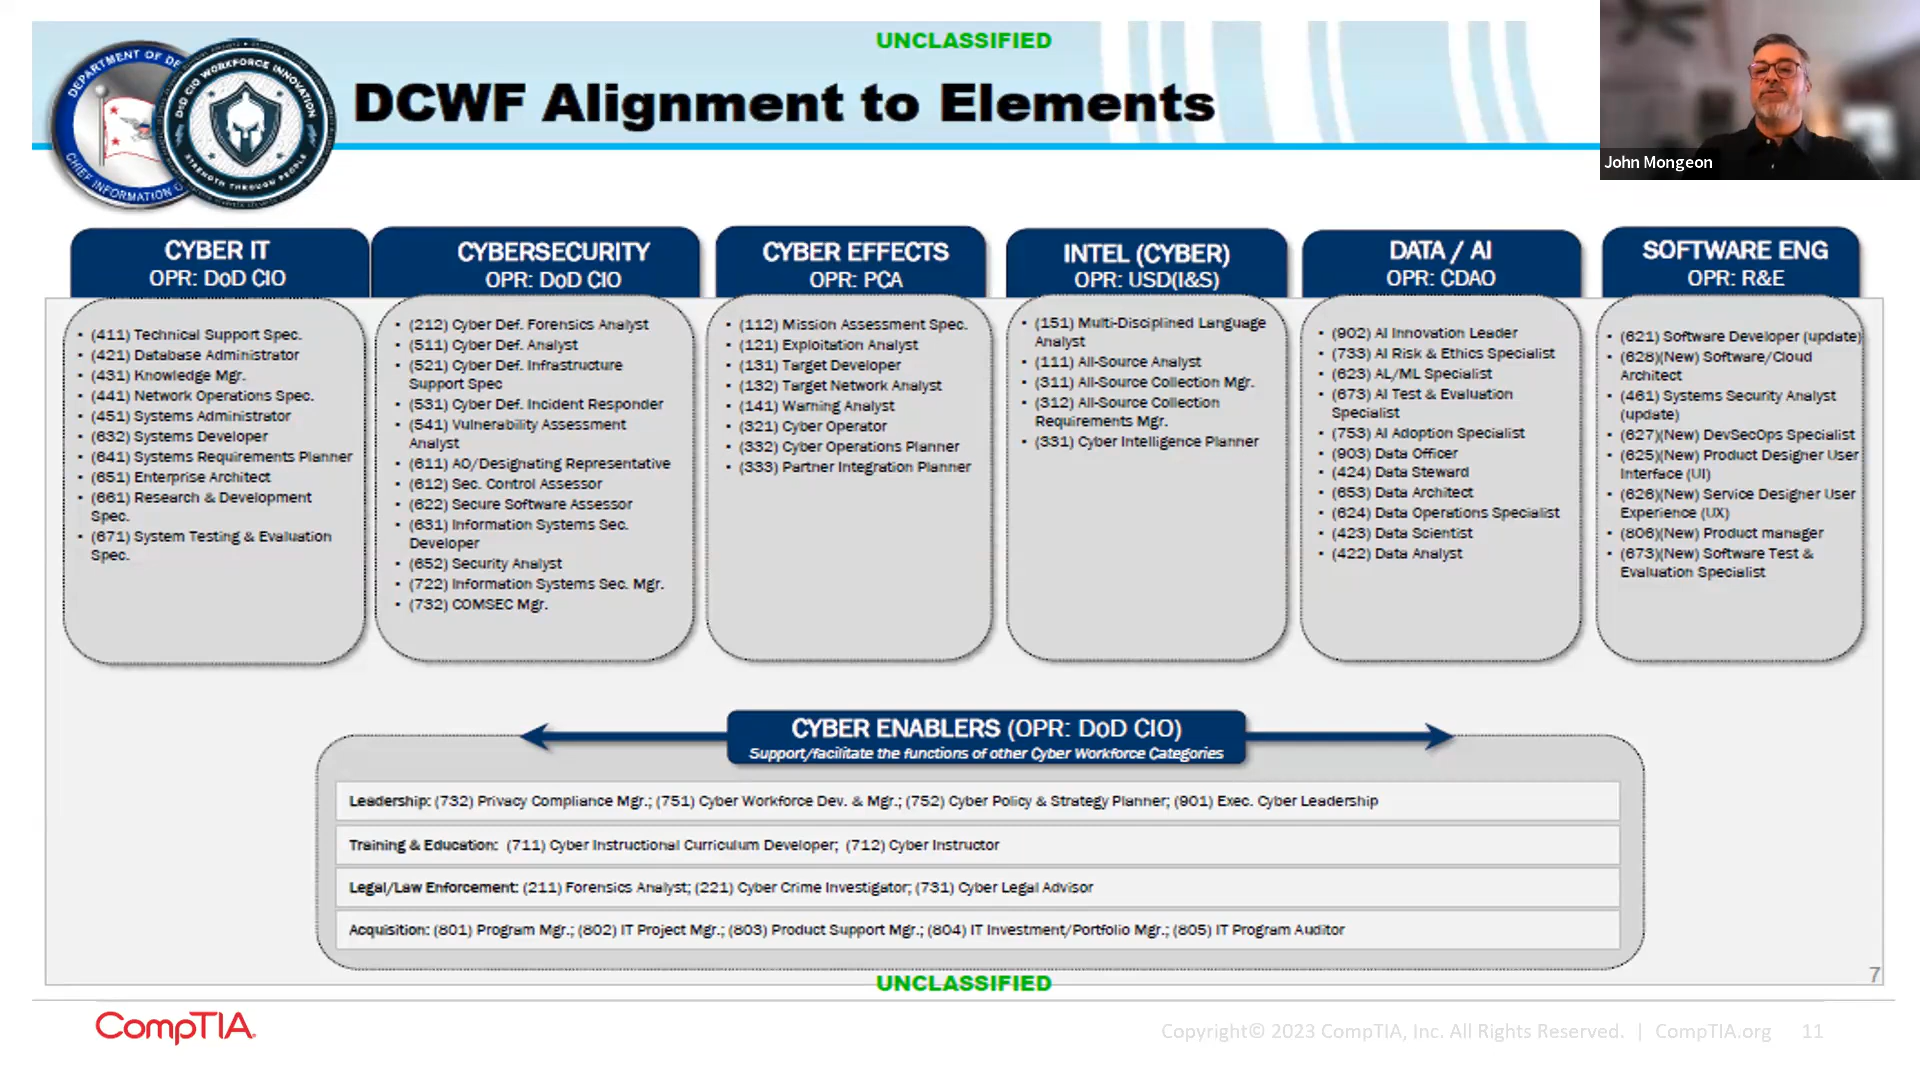 UNCLASSIFIED
DCWF Alignment to Elements
DEPARTMENT OF DE
CHIEF INFORMATION O
DoD CIO WORKFORCE INNOVATION
STRENGTH THROUGH PEOPLE
John Mongeon
CYBER IT
OPR: DoD CIO
• (411) Technical Support Spec.
• (421) Database Administrator
• (431) Knowledge Mgr.
• (441) Network Operations Spec.
• (451) Systems Administrator
• (632) Systems Developer
• (641) Systems Requirements Planner
• (651) Enterprise Architect
• (661) Research & Development
Spec.
• (671) System Testing & Evaluation
Spec.
CYBERSECURITY
OPR: DoD CIO
• (212) Cyber Def. Forensics Analyst
• (511) Cyber Def. Analyst
• (521) Cyber Def. Infrastructure
Support Spec
• (531) Cyber Def. Incident Responder
• (541) Vulnerability Assessment
Analyst
• (611) AO/Designating Representative
• (612) Sec. Control Assessor
• (622) Secure Software Assessor
• (631) Information Systems Sec.
Developer
• (652) Security Analyst
• (722) Information Systems Sec. Mgr.
• (732) COMSEC Mgr.
CYBER EFFECTS
OPR: PCA
• (112) Mission Assessment Spec.
• (121) Exploitation Analyst
• (131) Target Developer
• (132) Target Network Analyst
• (141) Warning Analyst
• (321) Cyber Operator
• (332) Cyber Operations Planner
• (333) Partner Integration Planner
INTEL (CYBER)
OPR: USD(I&S)
• (151) Multi-Disciplined Language
Analyst
• (111) All-Source Analyst
• (311) All-Source Collection Mgr.
• (312) All-Source Collection
Requirements Mgr.
• (331) Cyber Intelligence Planner
DATA / AI
OPR: CDAO
• (902) AI Innovation Leader
• (733) AI Risk & Ethics Specialist
• (623) AL/ML Specialist
• (673) AI Test & Evaluation
Specialist
• (753) AI Adoption Specialist
• (903) Data Officer
• (424) Data Steward
• (653) Data Architect
• (624) Data Operations Specialist
• (423) Data Scientist
• (422) Data Analyst
SOFTWARE ENG
OPR: R&E
• (621) Software Developer (update)
• (628)(New) Software/Cloud
Architect
• (461) Systems Security Analyst
(update)
• (627)(New) DevSecOps Specialist
• (625)(New) Product Designer User
Interface (UI)
• (626)(New) Service Designer User
Experience (UX)
• (806)(New) Product manager
• (673)(New) Software Test &
Evaluation Specialist
CYBER ENABLERS (OPR: DoD CIO)
Support/facilitate the functions of other Cyber Workforce Categories
Leadership: (732) Privacy Compliance Mgr.; (751) Cyber Workforce Dev. & Mgr.; (752) Cyber Policy & Strategy Planner; (901) Exec. Cyber Leadership
Training & Education: (711) Cyber Instructional Curriculum Developer; (712) Cyber Instructor
Legal/Law Enforcement: (211) Forensics Analyst; (221) Cyber Crime Investigator; (731) Cyber Legal Advisor
Acquisition: (801) Program Mgr.; (802) IT Project Mgr.; (803) Product Support Mgr.; (804) IT Investment/Portfolio Mgr.; (805) IT Program Auditor
7
UNCLASSIFIED
CompTIA.
Copyright© 2023 CompTIA, Inc. All Rights Reserved. | CompTIA.org 11